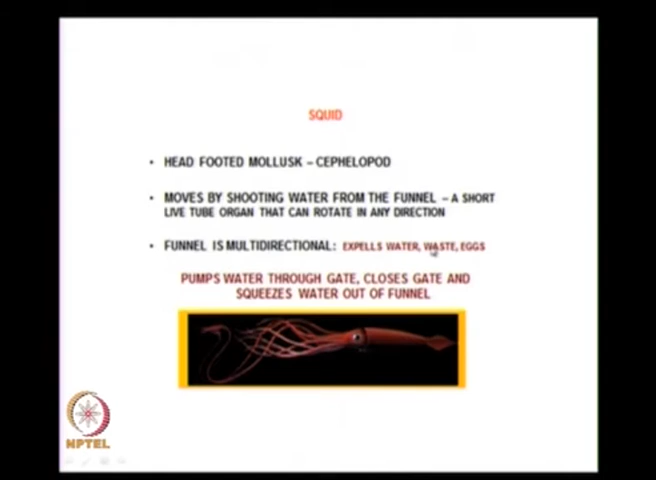 SQUID
• HEAD FOOTED MOLLUSK – CEPHELOPOD
• MOVES BY SHOOTING WATER FROM THE FUNNEL – A SHORT
LIVE TUBE ORGAN THAT CAN ROTATE IN ANY DIRECTION
• FUNNEL IS MULTIDIRECTIONAL: EXPELLS WATER, WASTE, EGGS
PUMPS WATER THROUGH GATE, CLOSES GATE AND
SQUEEZES WATER OUT OF FUNNEL
NPTEL